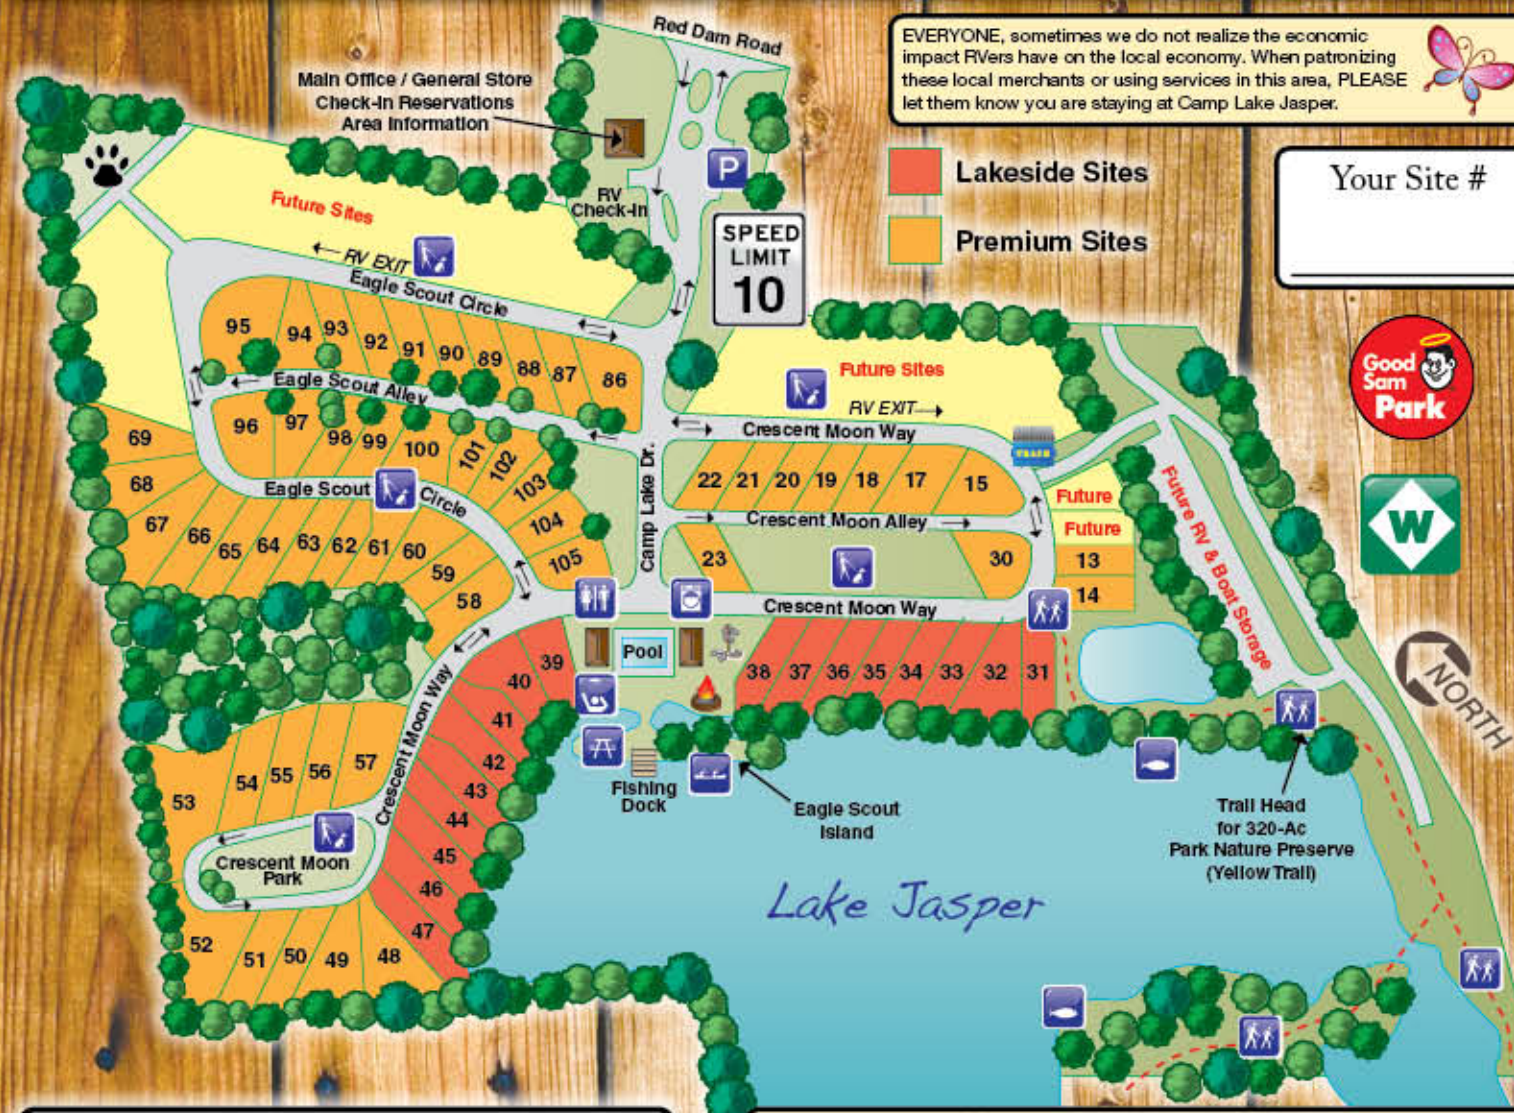 Red Dam Road
EVERYONE, sometimes we do not realize the economic
impact RVers have on the local economy. When patronizing
these local merchants or using services in this area, PLEASE
let them know you are staying at Camp Lake Jasper.
Main Office / General Store
Check-In Reservations
Area Information
P
Lakeside Sites
Premium Sites
Your Site #
RV
Check-In
SPEED
LIMIT
10
Future Sites
RV EXIT
Eagle Scout Circle
95
94
93
92
91
90
89
88
87
86
Eagle Scout Alley
96
97
98
99
100
101
102
103
104
105
Eagle Scout Circle
69
68
67
66
65
64
63
62
61
60
59
58
Camp Lake Dr.
Future Sites
RV EXIT
Crescent Moon Way
TRASH
22
21
20
19
18
17
15
Crescent Moon Alley
23
30
Future
Future
13
14
Crescent Moon Way
Future RV & Boat Storage
Good
Sam
Park
W
NORTH
Pool
38
37
36
35
34
33
32
31
39
40
41
42
43
44
45
46
47
Crescent Moon Way
53
54
55
56
57
Crescent Moon
Park
52
51
50
49
48
Fishing
Dock
Eagle Scout
Island
Trail Head
for 320-Ac
Park Nature Preserve
(Yellow Trail)
Lake Jasper